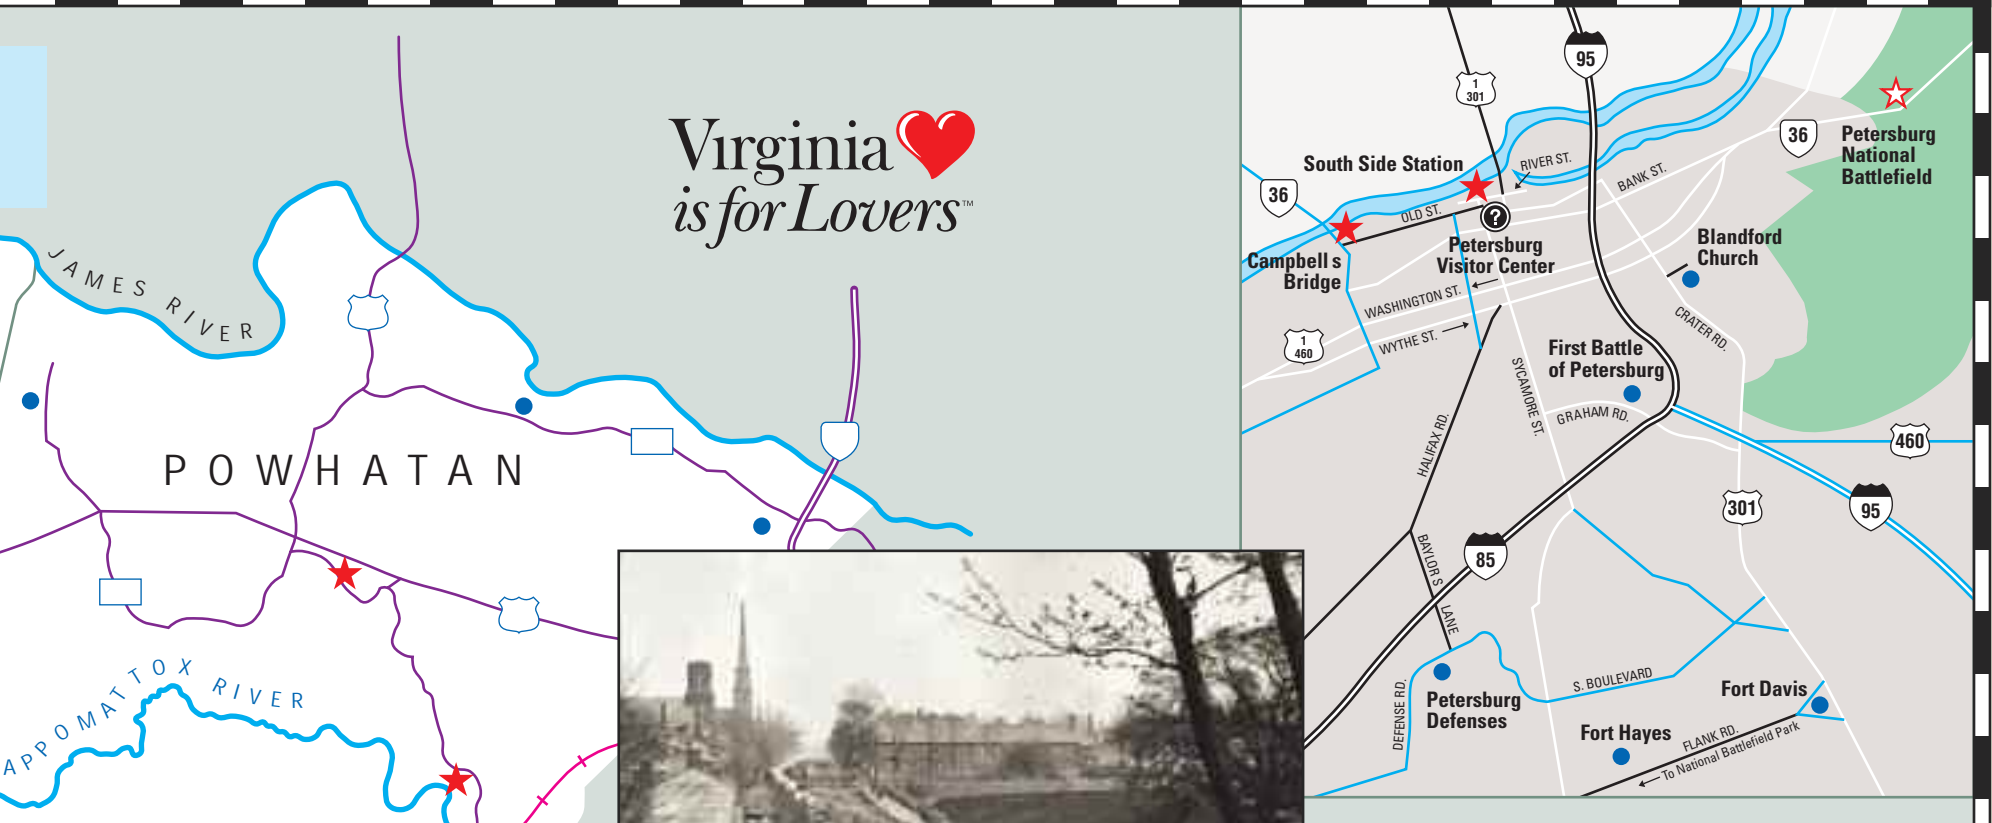 Virginia
is for Lovers™
JAMES RIVER
POWHATAN
APPOMATTOX RIVER
95
1
301
36
Petersburg
National
Battlefield
South Side Station
RIVER ST.
BANK ST.
36
OLD ST.
?
Petersburg
Visitor Center
Blandford
Church
Campbell s
Bridge
WASHINGTON ST.
CRATER RD.
1
460
WYTHE ST.
First Battle
of Petersburg
SYCAMORE ST.
GRAHAM RD.
HALIFAX RD.
460
301
95
85
BAYLOR S LANE
DEFENSE RD.
Petersburg
Defenses
S. BOULEVARD
Fort Davis
Fort Hayes
FLANK RD.
To National Battlefield Park